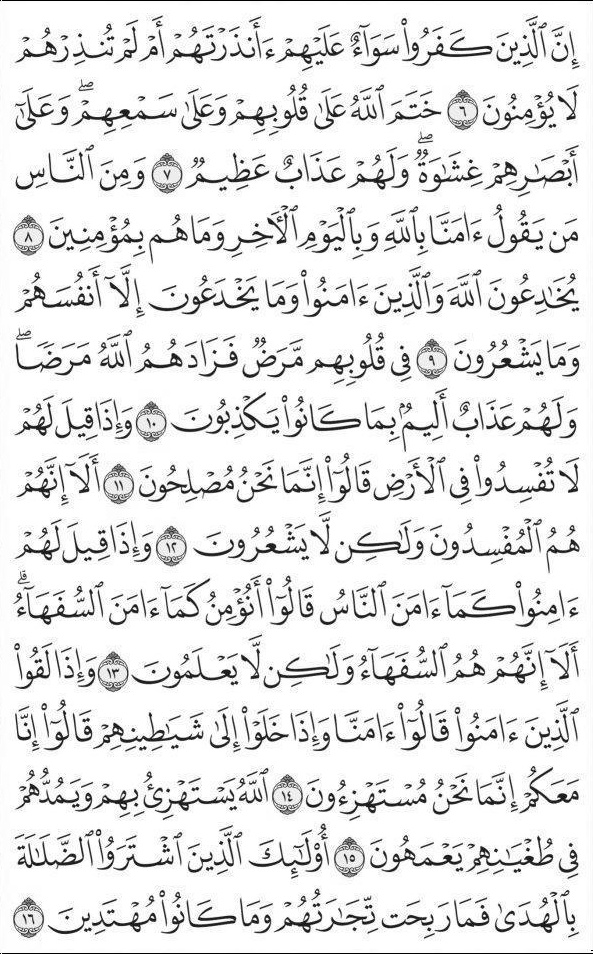 إِنَّ ٱلَّذِينَ كَفَرُوا۟ سَوَآءٌ عَلَيْهِمْ ءَأَنذَرْتَهُمْ أَمْ لَمْ تُنذِرْهُمْ
لَا يُؤْمِنُونَ ٦ خَتَمَ ٱللَّهُ عَلَىٰ قُلُوبِهِمْ وَعَلَىٰ سَمْعِهِمْ ۖ وَعَلَىٰٓ
أَبْصَٰرِهِمْ غِشَٰوَةٌ ۖ وَلَهُمْ عَذَابٌ عَظِيمٌ ٧ وَمِنَ ٱلنَّاسِ
مَن يَقُولُ ءَامَنَّا بِٱللَّهِ وَبِٱلْيَوْمِ ٱلْءَاخِرِ وَمَا هُم بِمُؤْمِنِينَ ٨
يُخَٰدِعُونَ ٱللَّهَ وَٱلَّذِينَ ءَامَنُوا۟ وَمَا يَخْدَعُونَ إِلَّآ أَنفُسَهُمْ
وَمَا يَشْعُرُونَ ٩ فِى قُلُوبِهِم مَّرَضٌ فَزَادَهُمُ ٱللَّهُ مَرَضًا ۖ
وَلَهُمْ عَذَابٌ أَلِيمٌۢ بِمَا كَانُوا۟ يَكْذِبُونَ ١٠ وَإِذَا قِيلَ لَهُمْ
لَا تُفْسِدُوا۟ فِى ٱلْأَرْضِ قَالُوٓا۟ إِنَّمَا نَحْنُ مُصْلِحُونَ ١١ أَلَآ إِنَّهُمْ
هُمُ ٱلْمُفْسِدُونَ وَلَٰكِن لَّا يَشْعُرُونَ ١٢ وَإِذَا قِيلَ لَهُمْ
ءَامِنُوا۟ كَمَآ ءَامَنَ ٱلنَّاسُ قَالُوٓا۟ أَنُؤْمِنُ كَمَآ ءَامَنَ ٱلسُّفَهَآءُ ۗ
أَلَآ إِنَّهُمْ هُمُ ٱلسُّفَهَآءُ وَلَٰكِن لَّا يَعْلَمُونَ ١٣ وَإِذَا لَقُوا۟
ٱلَّذِينَ ءَامَنُوا۟ قَالُوٓا۟ ءَامَنَّا وَإِذَا خَلَوْا۟ إِلَىٰ شَيَٰطِينِهِمْ قَالُوٓا۟ إِنَّا
مَعَكُمْ إِنَّمَا نَحْنُ مُسْتَهْزِءُونَ ١٤ ٱللَّهُ يَسْتَهْزِئُ بِهِمْ وَيَمُدُّهُمْ
فِى طُغْيَٰنِهِمْ يَعْمَهُونَ ١٥ أُو۟لَٰٓئِكَ ٱلَّذِينَ ٱشْتَرَوُا۟ ٱلضَّلَٰلَةَ
بِٱلْهُدَىٰ فَمَا رَبِحَت تِّجَٰرَتُهُمْ وَمَا كَانُوا۟ مُهْتَدِينَ ١٦